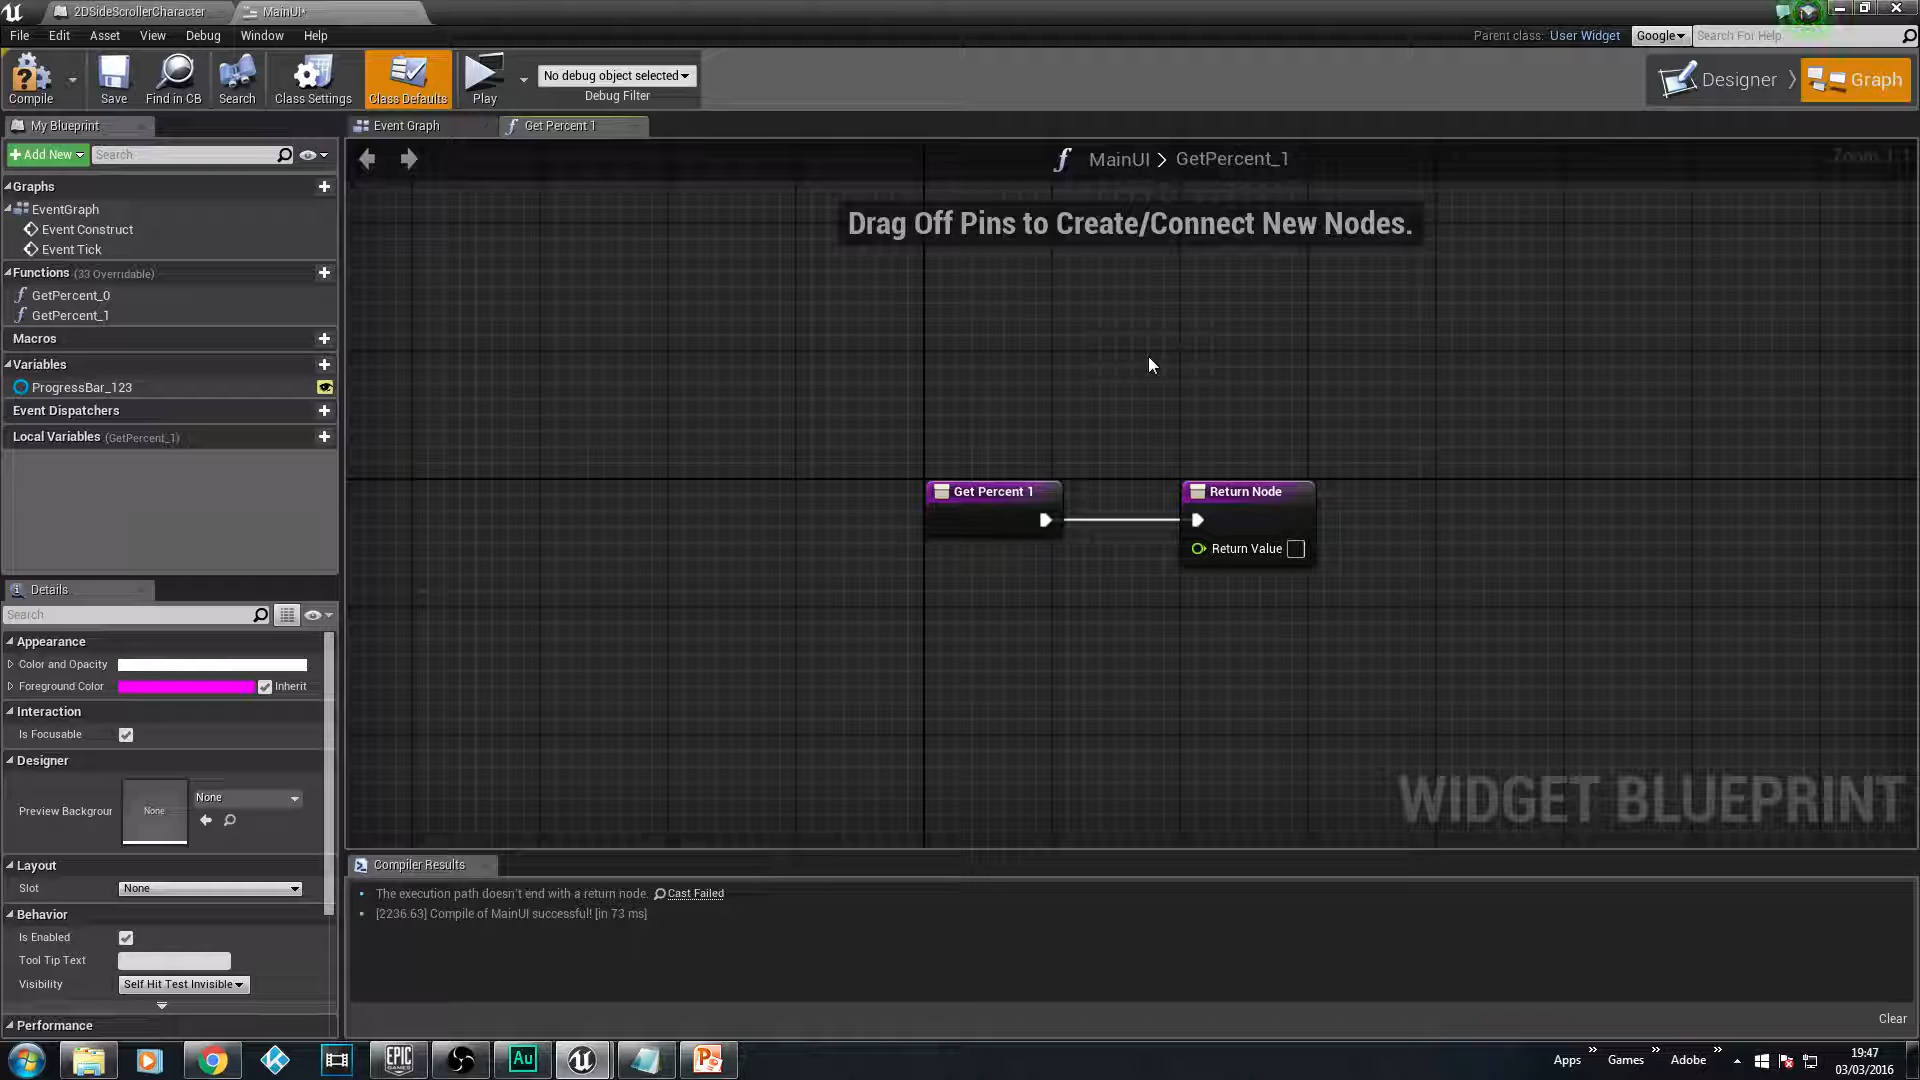 2DSideScrollerCharacter
MainUI*
File Edit Asset View Debug Window Help
Parent class: User Widget Google Search For Help
Compile Save Find in CB Search Class Settings Class Defaults Play
No debug object selected
Debug Filter
Designer Graph
My Blueprint
Event Graph Get Percent 1
Add New Search
MainUI > GetPercent_1
Zoom 1:1
Drag Off Pins to Create/Connect New Nodes.
Graphs
EventGraph
Event Construct
Event Tick
Functions (33 Overridable)
GetPercent_0
GetPercent_1
Macros
Variables
ProgressBar_123
Event Dispatchers
Local Variables (GetPercent_1)
Get Percent 1
Return Node
Return Value
Details
Search
Appearance
Color and Opacity
Foreground Color Inherit
Interaction
Is Focusable
Designer
Preview Backgrour None None
WIDGET BLUEPRINT
Layout
Slot None
Behavior
Is Enabled
Tool Tip Text
Visibility Self Hit Test Invisible
Performance
Compiler Results
The execution path doesn't end with a return node. Cast Failed
[2236.63] Compile of MainUI successful! [in 73 ms]
Clear
EPIC GAMES
Au
Apps » Games » Adobe »
19:47
03/03/2016